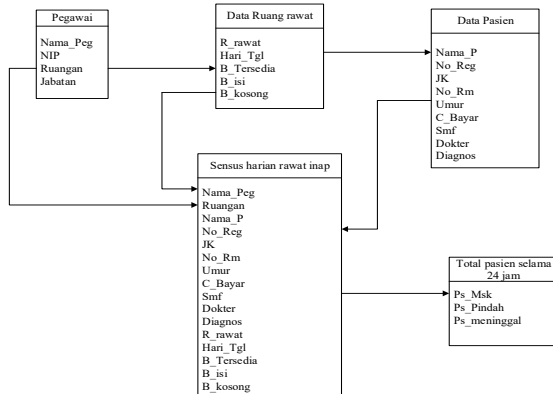 Pegawai
Nama_Peg
NIP
Ruangan
Jabatan
Data Ruang rawat
R_rawat
Hari_Tgl
B_Tersedia
B_isi
B_kosong
Data Pasien
Nama_P
No_Reg
JK
No_Rm
Umur
C_Bayar
Smf
Dokter
Diagnos
Sensus harian rawat inap
Nama_Peg
Ruangan
Nama_P
No_Reg
JK
No_Rm
Umur
C_Bayar
Smf
Dokter
Diagnos
R_rawat
Hari_Tgl
B_Tersedia
B_isi
B_kosong
Total pasien selama
24 jam
Ps_Msk
Ps_Pindah
Ps_meninggal